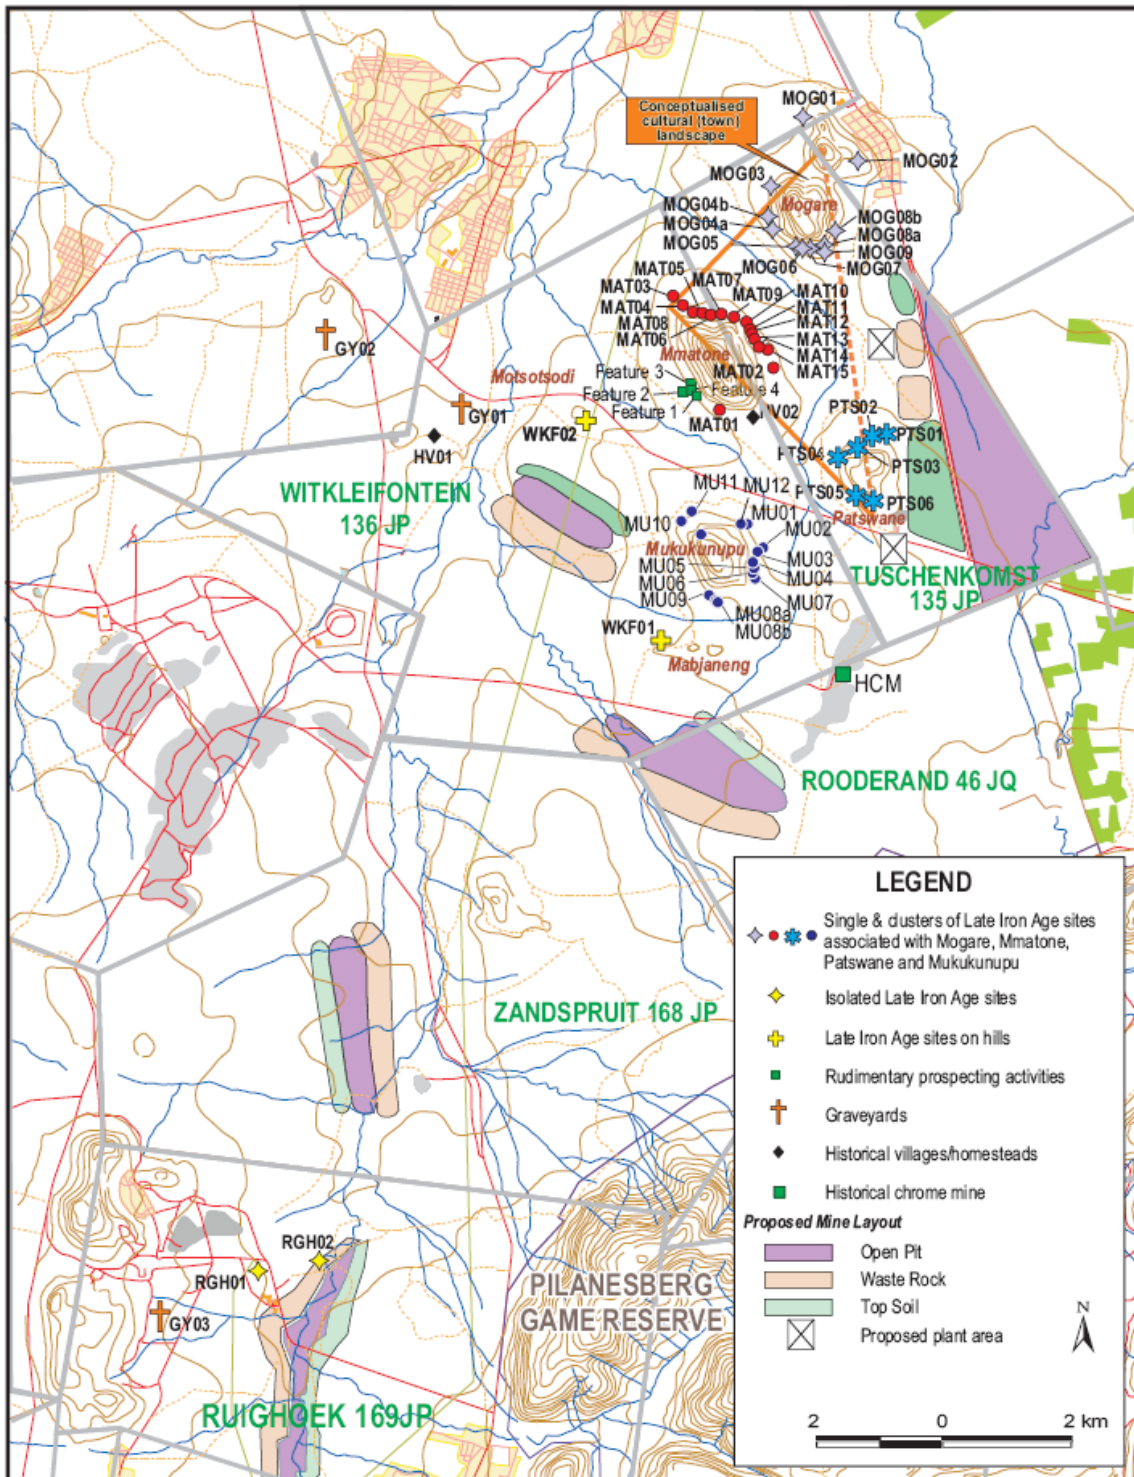 MOG01
Conceptualised
cultural (town)
landscape
MOG02
MOG03
Mogare
MOG04b
MOG08b
MOG04a
MOG08a
MOG05
MOG09
MOG06
MOG07
MAT05
MAT07
MAT03
MAT10
MAT09
MAT04
MAT11
MAT08
MAT12
MAT06
MAT13
Mmatone
MAT14
GY02
Feature 3
MAT02
MAT15
Motsotsodi
Feature 2
Feature 4
Feature 1
GY01
PTS02
HV02
MAT01
WKF02
PTS01
HV01
PTS04
PTS03
WITKLEIFONTEIN
136 JP
MU11
MU12
PTS05
PTS06
MU10
MU01
Patswane
MU02
Mukukunupu
MU05
MU03
MU06
MU04
TUSCHENKOMST
135 JP
MU09
MU07
MU08a
WKF01
MU08b
Mabjaneng
HCM
ROODERAND 46 JQ
ZANDSPRUIT 168 JP
RGH02
RGH01
GY03
PILANESBERG
GAME RESERVE
RUIGHOEK 169JP
LEGEND
Single & clusters of Late Iron Age sites
associated with Mogare, Mmatone,
Patswane and Mukukunupu
Isolated Late Iron Age sites
Late Iron Age sites on hills
Rudimentary prospecting activities
Graveyards
Historical villages/homesteads
Historical chrome mine
Proposed Mine Layout
Open Pit
Waste Rock
Top Soil
Proposed plant area
N
2 0 2 km